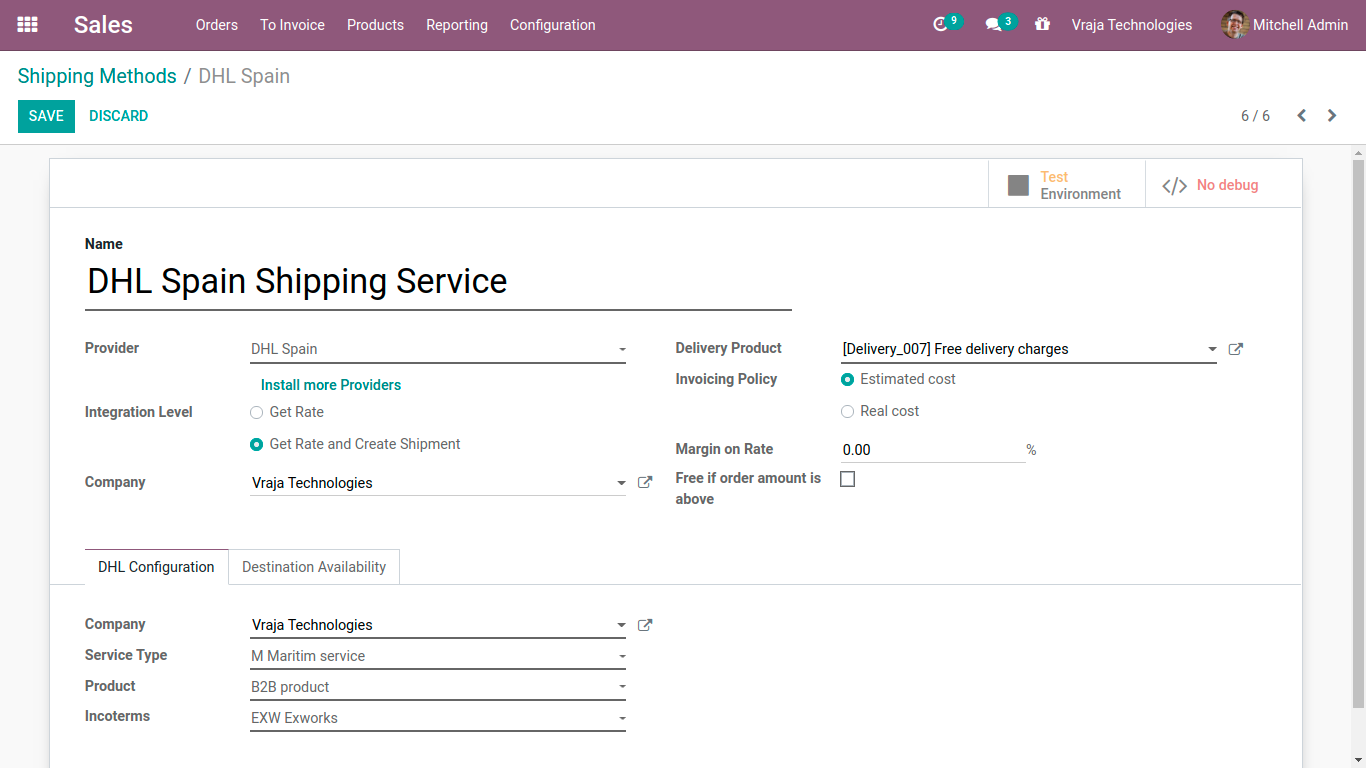 Sales Orders To Invoice Products Reporting Configuration 9 3 Vraja Technologies Mitchell Admin
Shipping Methods / DHL Spain
SAVE DISCARD 6 / 6
Test
Environment
</> No debug
Name
DHL Spain Shipping Service
Provider DHL Spain
Install more Providers
Integration Level Get Rate
Get Rate and Create Shipment
Company Vraja Technologies
Delivery Product [Delivery_007] Free delivery charges
Invoicing Policy Estimated cost
Real cost
Margin on Rate 0.00 %
Free if order amount is
above
DHL Configuration Destination Availability
Company Vraja Technologies
Service Type M Maritim service
Product B2B product
Incoterms EXW Exworks